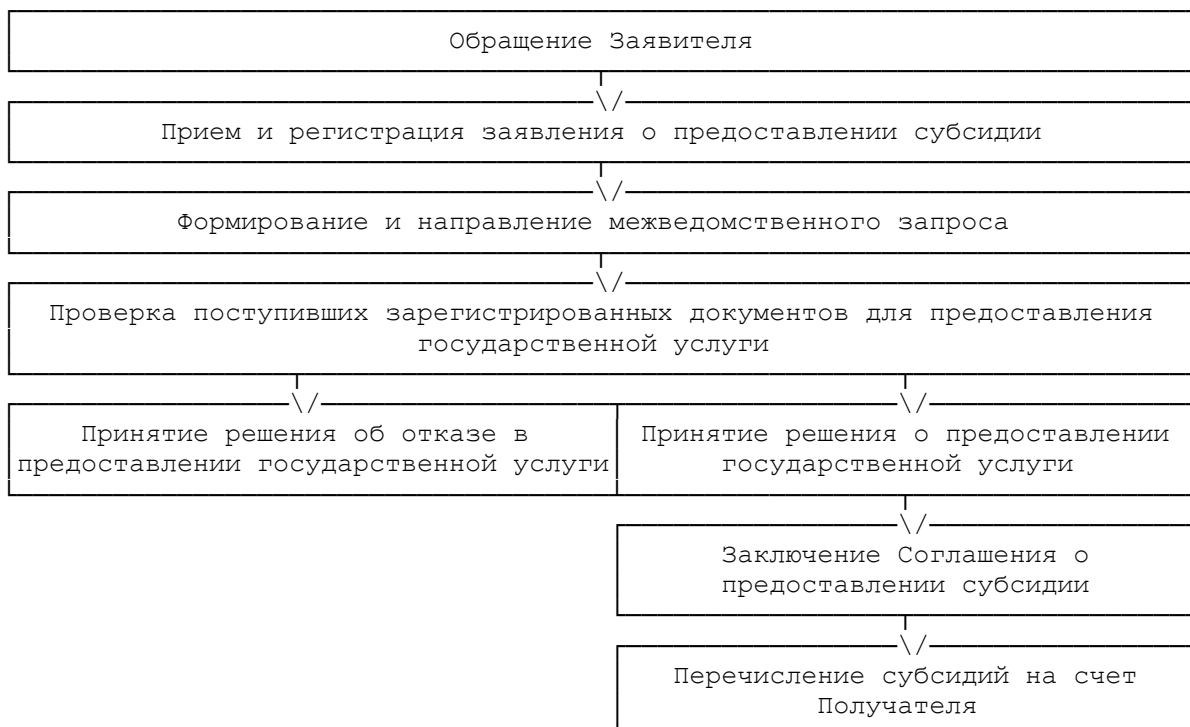 Обращение Заявителя
Прием и регистрация заявления о предоставлении субсидии
Формирование и направление межведомственного запроса
Проверка поступивших зарегистрированных документов для предоставления
государственной услуги
Принятие решения об отказе в
предоставлении государственной услуги
Принятие решения о предоставлении
государственной услуги
Заключение Соглашения о
предоставлении субсидии
Перечисление субсидий на счет
Получателя